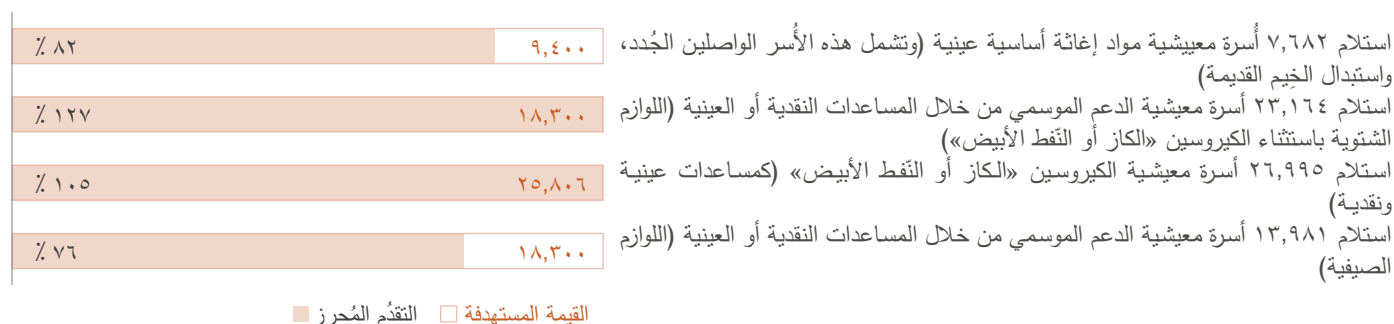 استلام ٧,٦٨٢ أُسرة معييشية مواد إغاثة أساسية عينية (وتشمل هذه الأُسر الواصلين الجُدد،
واستبدال الخِيم القديمة)
٩,٤٠٠
٨٢ ٪
استلام ٢٣,١٦٤ أسرة معيشية الدعم الموسمي من خلال المساعدات النقدية أو العينية (اللوازم
الشتوية باستثناء الكيروسين «الكاز أو النّفط الأبيض»)
١٨,٣٠٠
١٢٧ ٪
استلام ٢٦,٩٩٥ أسرة معيشية الكيروسين «الكاز أو النّفط الأبيض» (كمساعدات عينية
ونقدية)
٢٥,٨٠٦
١٠٥ ٪
استلام ١٣,٩٨١ أسرة معيشية الدعم الموسمي من خلال المساعدات النقدية أو العينية (اللوازم
الصيفية)
١٨,٣٠٠
٧٦ ٪
القيمة المستهدفة
التقدُم المُحرز